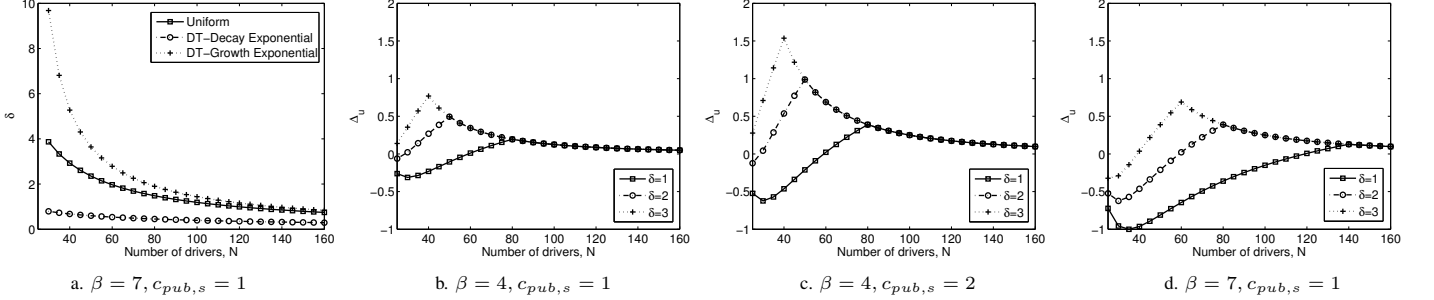 10
8
6
4
2
0
δ
40 60 80 100 120 140 160
Number of drivers, N
Uniform
DT−Decay Exponential
DT−Growth Exponential
a. β = 7, c_{pub,s} = 1
2
1.5
1
0.5
0
−0.5
−1
Δ_u
40 60 80 100 120 140 160
Number of drivers, N
δ=1
δ=2
δ=3
b. β = 4, c_{pub,s} = 1
2
1.5
1
0.5
0
−0.5
−1
Δ_u
40 60 80 100 120 140 160
Number of drivers, N
δ=1
δ=2
δ=3
c. β = 4, c_{pub,s} = 2
2
1.5
1
0.5
0
−0.5
−1
Δ_u
40 60 80 100 120 140 160
Number of drivers, N
δ=1
δ=2
δ=3
d. β = 7, c_{pub,s} = 1